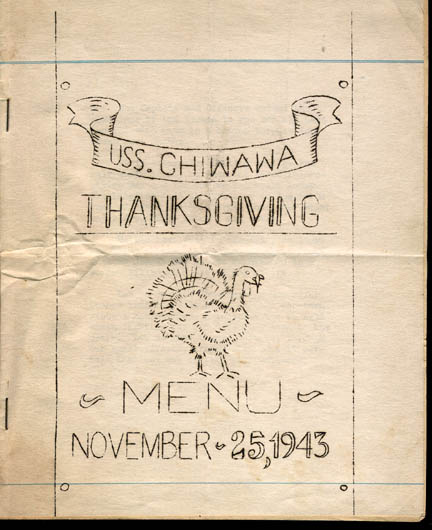 USS. CHIWAWA
THANKSGIVING
MENU
NOVEMBER - 25, 1943